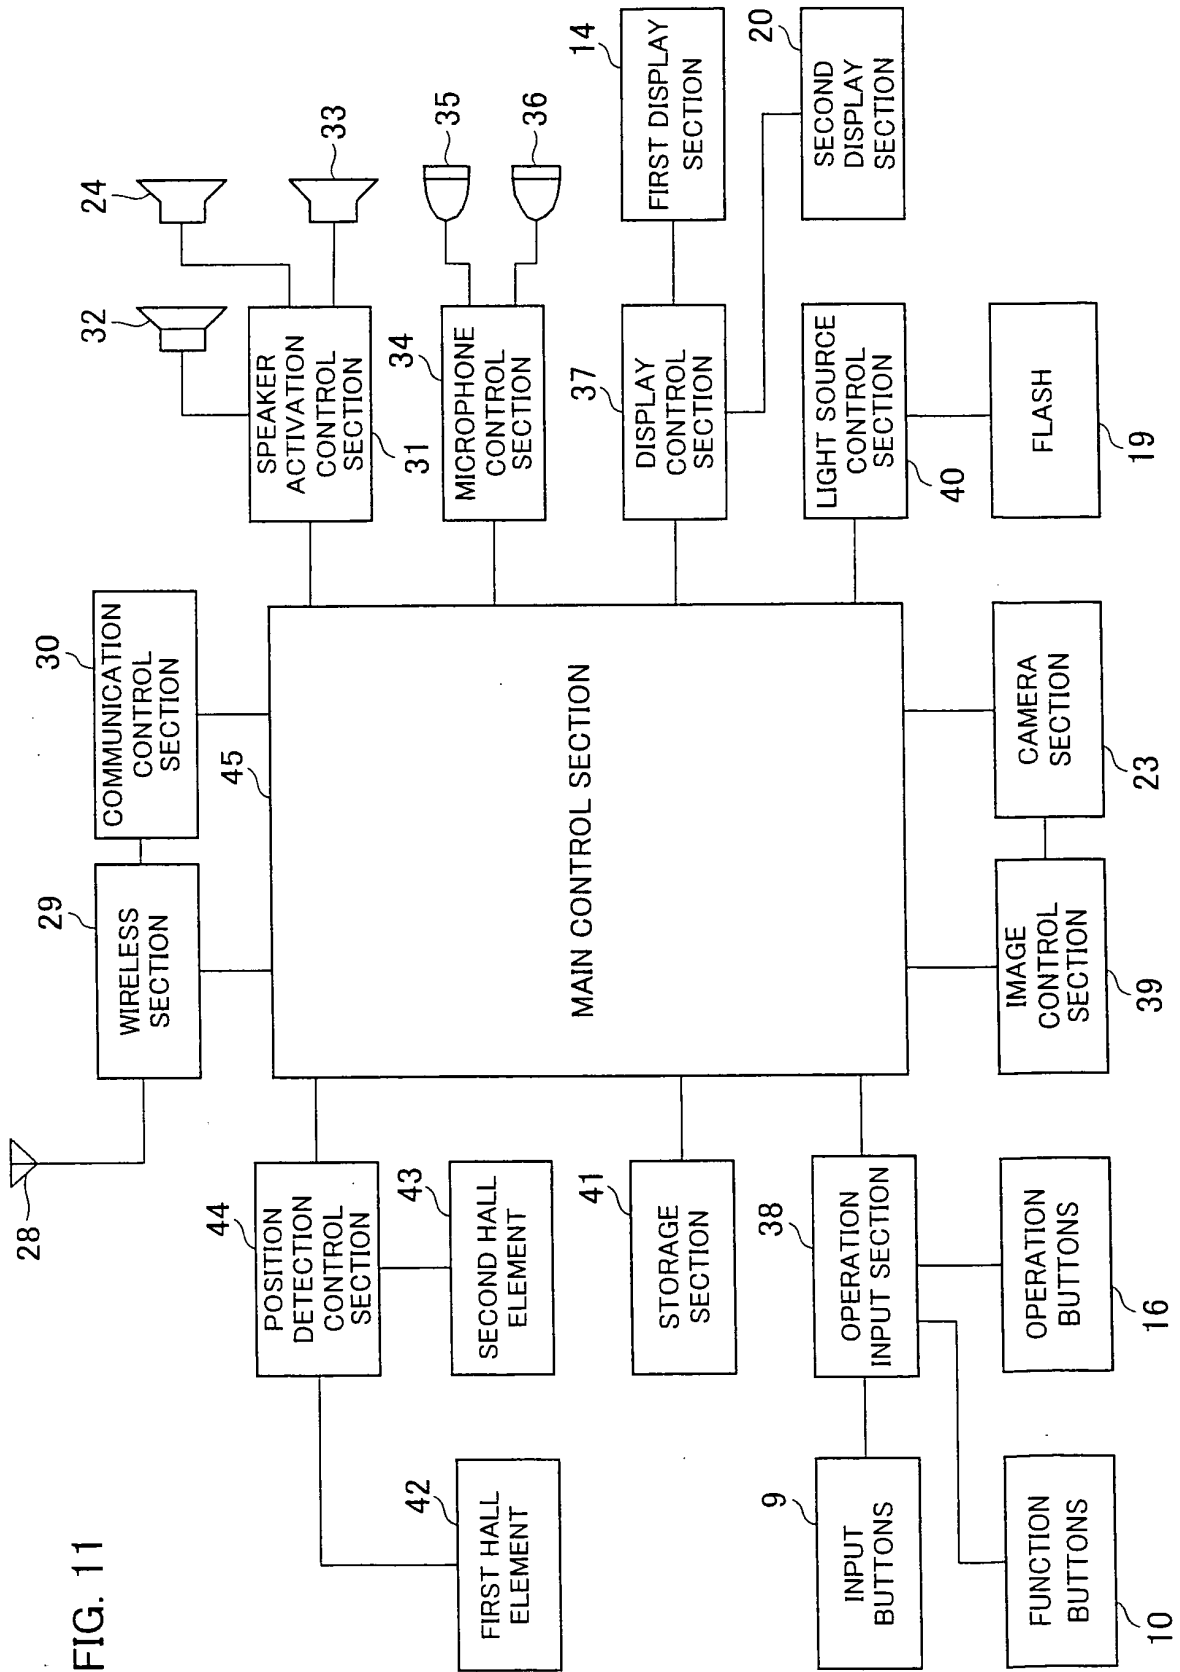 FIG. 11
28
29
WIRELESS
SECTION
30
COMMUNICATION
CONTROL
SECTION
32
24
33
SPEAKER
ACTIVATION
CONTROL
SECTION
31
35
36
34
MICROPHONE
CONTROL
SECTION
14
FIRST DISPLAY
SECTION
37
DISPLAY
CONTROL
SECTION
20
SECOND
DISPLAY
SECTION
LIGHT SOURCE
CONTROL
SECTION
40
FLASH
19
45
MAIN CONTROL SECTION
44
POSITION
DETECTION
CONTROL
SECTION
43
SECOND HALL
ELEMENT
42
FIRST HALL
ELEMENT
41
STORAGE
SECTION
38
OPERATION
INPUT SECTION
9
INPUT
BUTTONS
FUNCTION
BUTTONS
10
OPERATION
BUTTONS
16
IMAGE
CONTROL
SECTION
39
CAMERA
SECTION
23